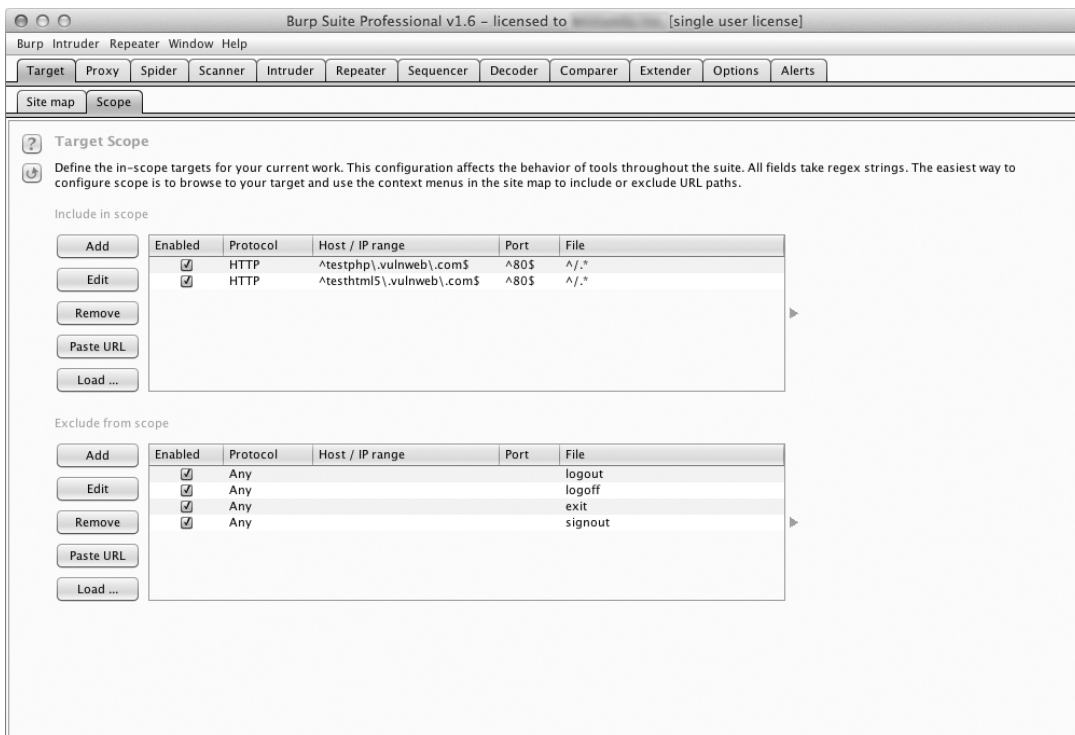 Burp Suite Professional v1.6 – licensed to [single user license]
Burp Intruder Repeater Window Help
Target Proxy Spider Scanner Intruder Repeater Sequencer Decoder Comparer Extender Options Alerts
Site map Scope
? Target Scope
Define the in-scope targets for your current work. This configuration affects the behavior of tools throughout the suite. All fields take regex strings. The easiest way to
configure scope is to browse to your target and use the context menus in the site map to include or exclude URL paths.
Include in scope
Add
Edit
Remove
Paste URL
Load ...
Enabled Protocol Host / IP range Port File
HTTP ^testphp\.vulnweb\.com$ ^80$ ^/.*
HTTP ^testhtml5\.vulnweb\.com$ ^80$ ^/.*
Exclude from scope
Add
Edit
Remove
Paste URL
Load ...
Enabled Protocol Host / IP range Port File
Any logout
Any logoff
Any exit
Any signout